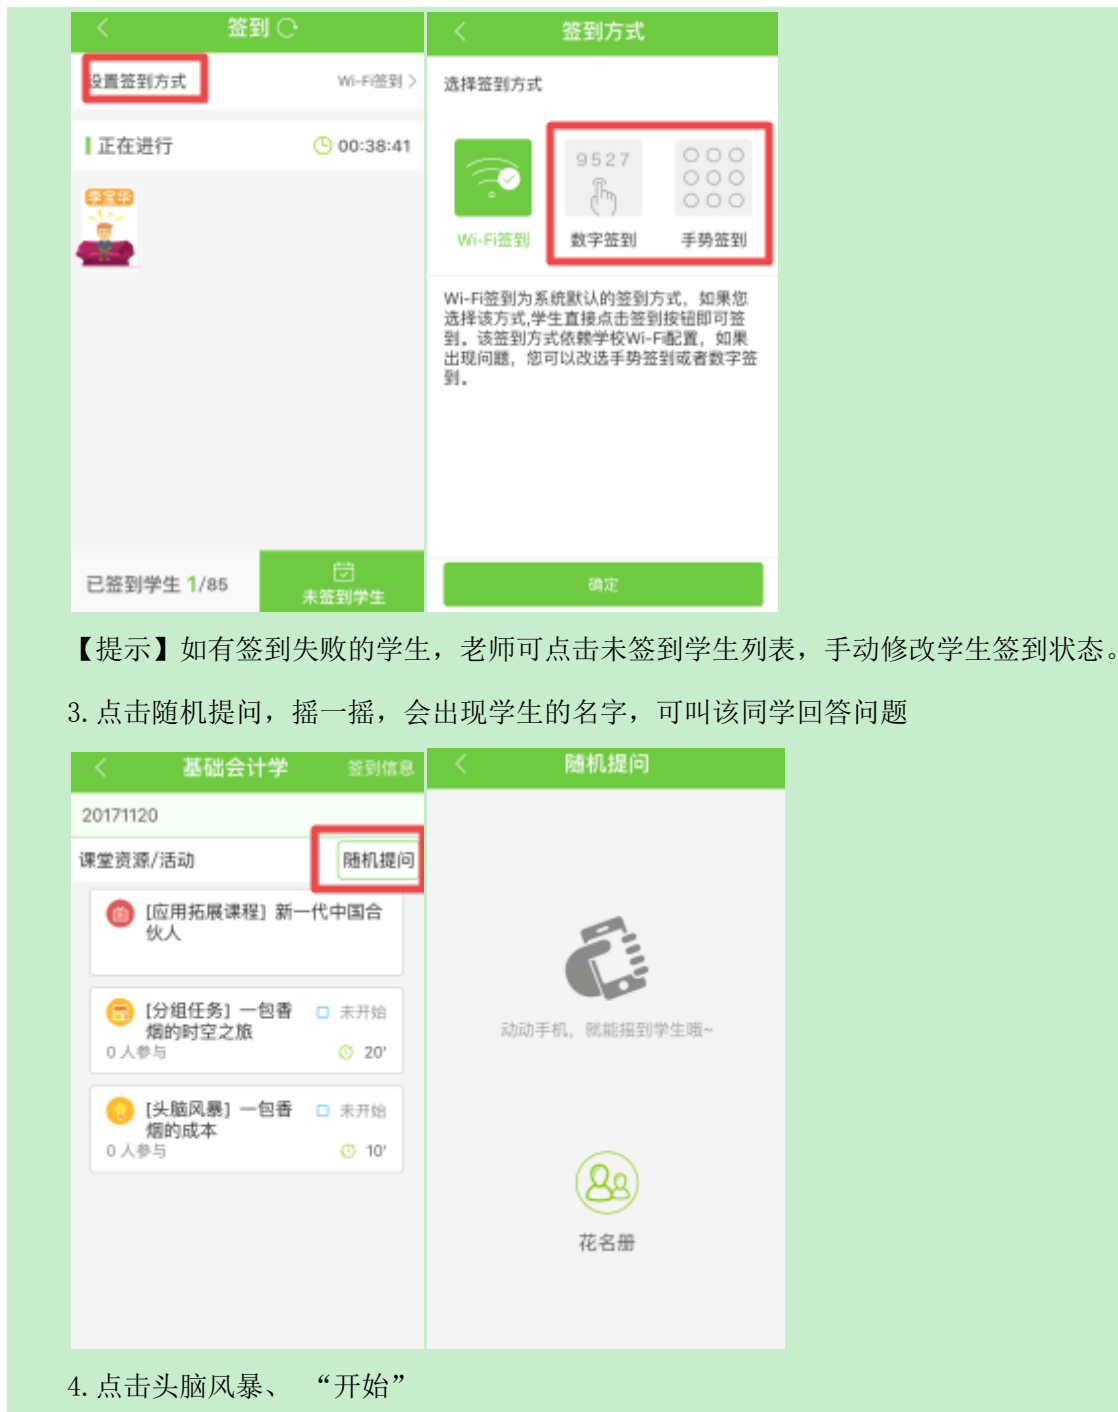 签到
设置签到方式
Wi-Fi签到
正在进行
00:38:41
李宝华
已签到学生 1/85
未签到学生
签到方式
选择签到方式
9527
Wi-Fi签到
数字签到
手势签到
Wi-Fi签到为系统默认的签到方式，如果您
选择该方式,学生直接点击签到按钮即可签
到。该签到方式依赖学校Wi-Fi配置，如果
出现问题，您可以改选手势签到或者数字签
到。
确定
【提示】如有签到失败的学生，老师可点击未签到学生列表，手动修改学生签到状态。
3.点击随机提问，摇一摇，会出现学生的名字，可叫该同学回答问题
基础会计学
签到信息
20171120
课堂资源/活动
随机提问
[应用拓展课程] 新一代中国合
伙人
[分组任务] 一包香
烟的时空之旅
未开始
0 人参与
20'
[头脑风暴] 一包香
烟的成本
未开始
0 人参与
10'
随机提问
动动手机，就能摇到学生哦~
花名册
4.点击头脑风暴、 “开始”